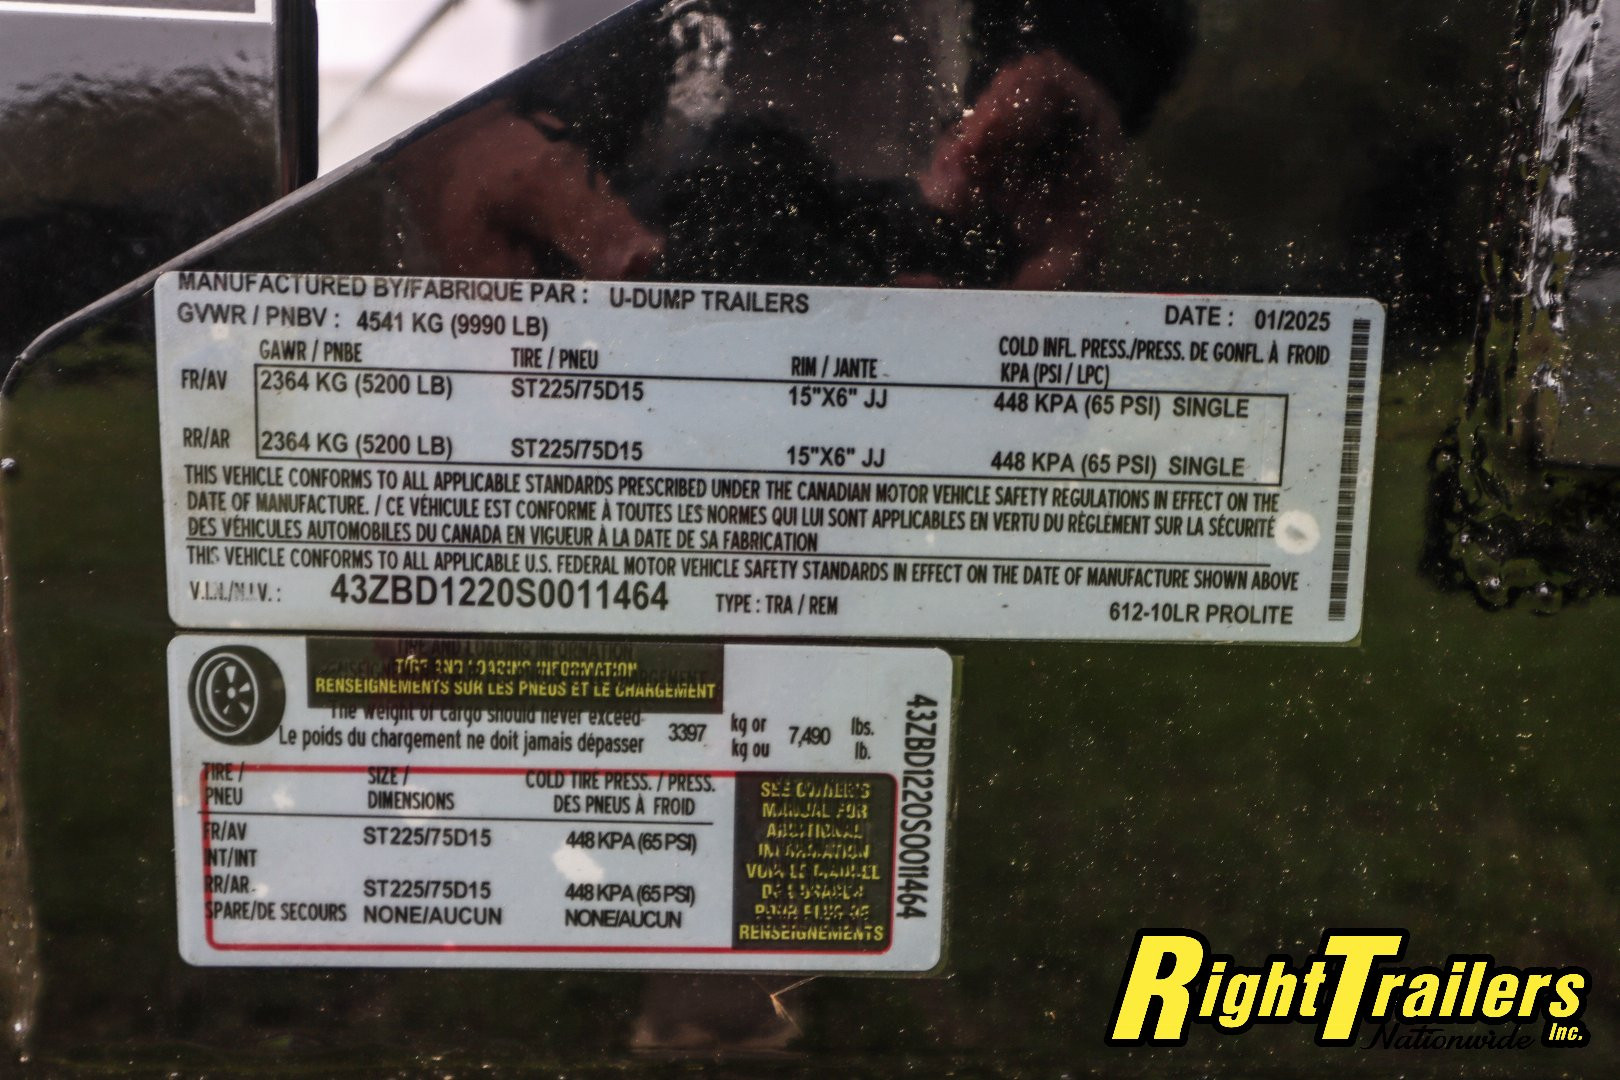 MANUFACTURED BY/FABRIQUE PAR : U-DUMP TRAILERS
GVWR / PNBV : 4541 KG (9990 LB) DATE : 01/2025
GAWR / PNBE TIRE / PNEU RIM / JANTE COLD INFL. PRESS./PRESS. DE GONFL. À FROID
KPA (PSI / LPC)
FR/AV 2364 KG (5200 LB) ST225/75D15 15"X6" JJ 448 KPA (65 PSI) SINGLE
RR/AR 2364 KG (5200 LB) ST225/75D15 15"X6" JJ 448 KPA (65 PSI) SINGLE
THIS VEHICLE CONFORMS TO ALL APPLICABLE STANDARDS PRESCRIBED UNDER THE CANADIAN MOTOR VEHICLE SAFETY REGULATIONS IN EFFECT ON THE
DATE OF MANUFACTURE. / CE VÉHICULE EST CONFORME À TOUTES LES NORMES QUI LUI SONT APPLICABLES EN VERTU DU RÈGLEMENT SUR LA SÉCURITÉ
DES VÉHICULES AUTOMOBILES DU CANADA EN VIGUEUR À LA DATE DE SA FABRICATION
THIS VEHICLE CONFORMS TO ALL APPLICABLE U.S. FEDERAL MOTOR VEHICLE SAFETY STANDARDS IN EFFECT ON THE DATE OF MANUFACTURE SHOWN ABOVE
V.I.N./N.I.V. : 43ZBD1220S0011464 TYPE : TRA / REM 612-10LR PROLITE
TIRE AND LOADING INFORMATION
RENSEIGNEMENTS SUR LES PNEUS ET LE CHARGEMENT
The weight of cargo should never exceed 3397 kg or 7,490 lbs.
Le poids du chargement ne doit jamais dépasser kg ou lb.
TIRE / SIZE / COLD TIRE PRESS. / PRESS.
PNEU DIMENSIONS DES PNEUS À FROID
FR/AV ST225/75D15 448 KPA (65 PSI)
INT/INT
RR/AR ST225/75D15 448 KPA (65 PSI)
SPARE/DE SECOURS NONE/AUCUN NONE/AUCUN
SEE OWNER'S
MANUAL FOR
ADDITIONAL
INFORMATION
VOIR LE MANUEL
DE L'USAGER
POUR PLUS DE
RENSEIGNEMENTS
43ZBD1220S0011464
RightTrailers
Nationwide Inc.